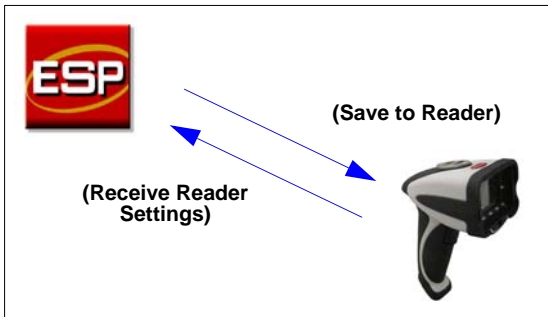 ESP
(Save to Reader)
(Receive Reader
Settings)